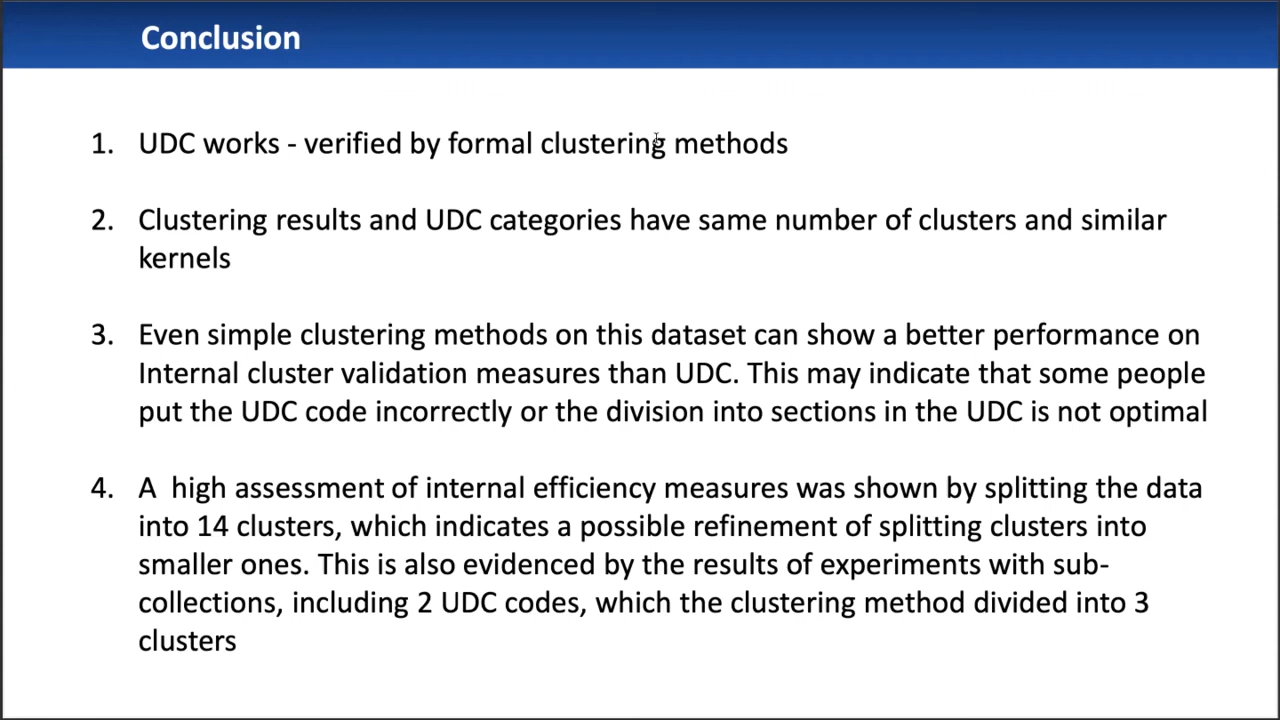 Conclusion
1. UDC works - verified by formal clustering methods
2. Clustering results and UDC categories have same number of clusters and similar
kernels
3. Even simple clustering methods on this dataset can show a better performance on
Internal cluster validation measures than UDC. This may indicate that some people
put the UDC code incorrectly or the division into sections in the UDC is not optimal
4. A  high assessment of internal efficiency measures was shown by splitting the data
into 14 clusters, which indicates a possible refinement of splitting clusters into
smaller ones. This is also evidenced by the results of experiments with sub-
collections, including 2 UDC codes, which the clustering method divided into 3
clusters